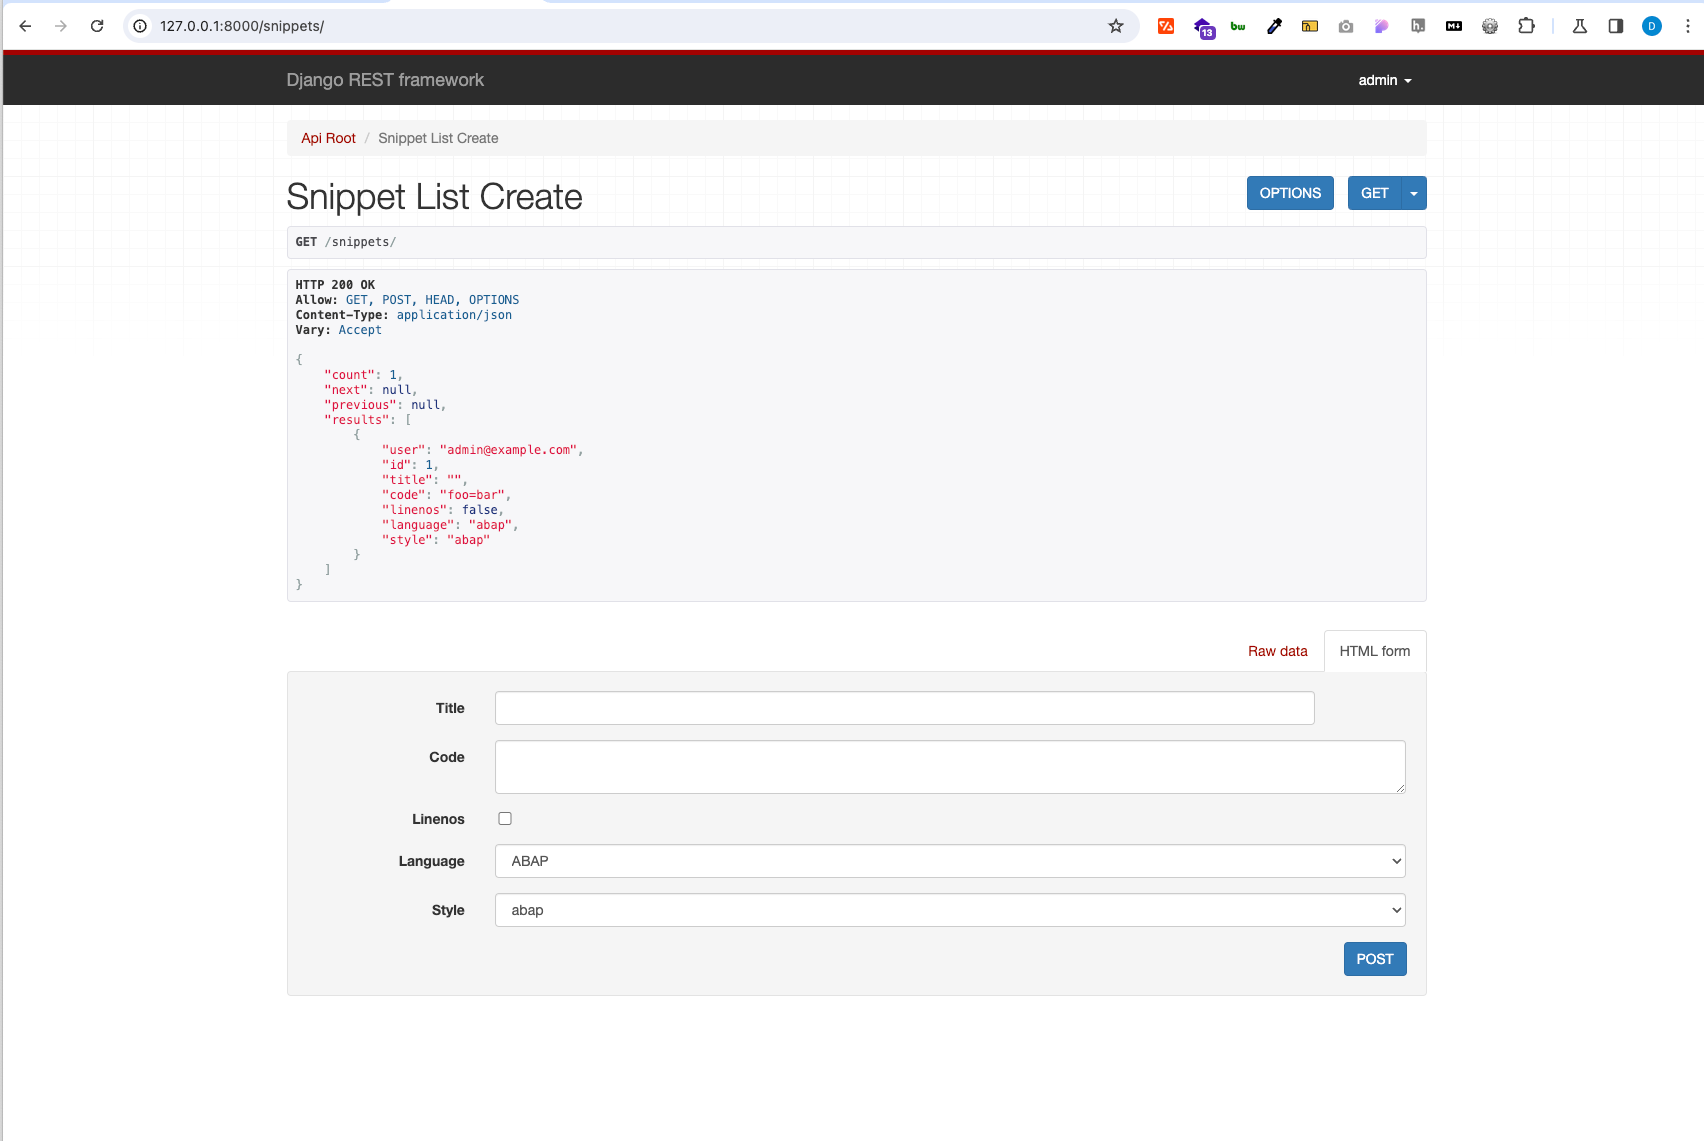 127.0.0.1:8000/snippets/
13
bw
h.
M↓
D
Django REST framework
admin
Api Root / Snippet List Create
Snippet List Create
OPTIONS
GET
GET /snippets/
HTTP 200 OK
Allow: GET, POST, HEAD, OPTIONS
Content-Type: application/json
Vary: Accept
{
    "count": 1,
    "next": null,
    "previous": null,
    "results": [
        {
            "user": "admin@example.com",
            "id": 1,
            "title": "",
            "code": "foo=bar",
            "linenos": false,
            "language": "abap",
            "style": "abap"
        }
    ]
}
Raw data
HTML form
Title
Code
Linenos
Language ABAP
Style abap
POST